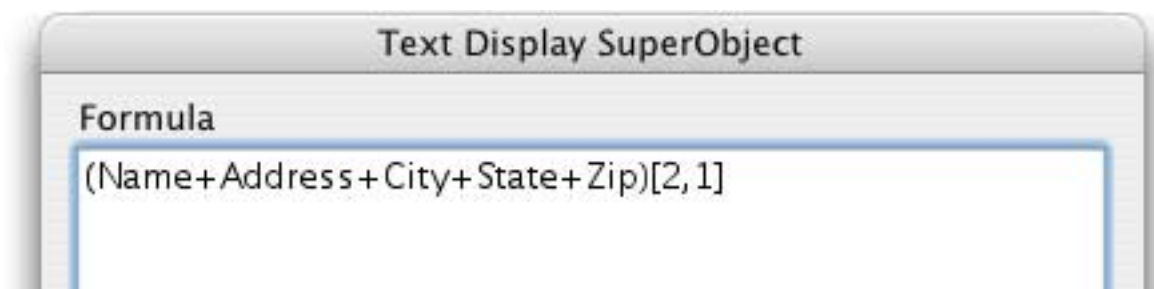 Text Display SuperObject
Formula
(Name+Address+City+State+Zip)[2,1]